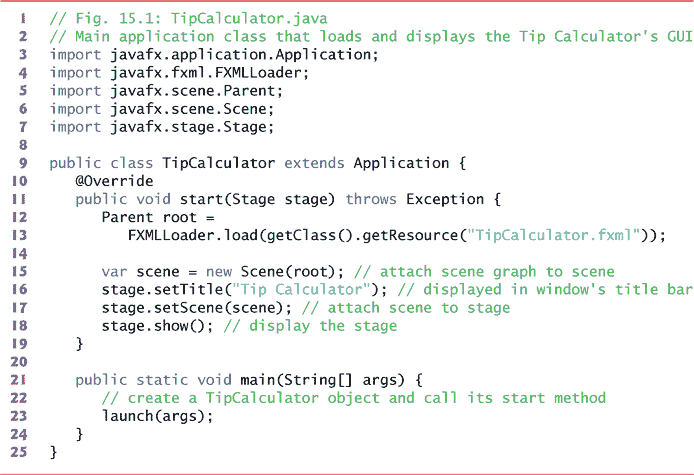 1 // Fig. 15.1: TipCalculator.java
2 // Main application class that loads and displays the Tip Calculator's GUI
3 import javafx.application.Application;
4 import javafx.fxml.FXMLLoader;
5 import javafx.scene.Parent;
6 import javafx.scene.Scene;
7 import javafx.stage.Stage;
8
9 public class TipCalculator extends Application {
10    @Override
11    public void start(Stage stage) throws Exception {
12       Parent root =
13          FXMLLoader.load(getClass().getResource("TipCalculator.fxml"));
14
15       var scene = new Scene(root); // attach scene graph to scene
16       stage.setTitle("Tip Calculator"); // displayed in window's title bar
17       stage.setScene(scene); // attach scene to stage
18       stage.show(); // display the stage
19    }
20
21    public static void main(String[] args) {
22       // create a TipCalculator object and call its start method
23       launch(args);
24    }
25 }